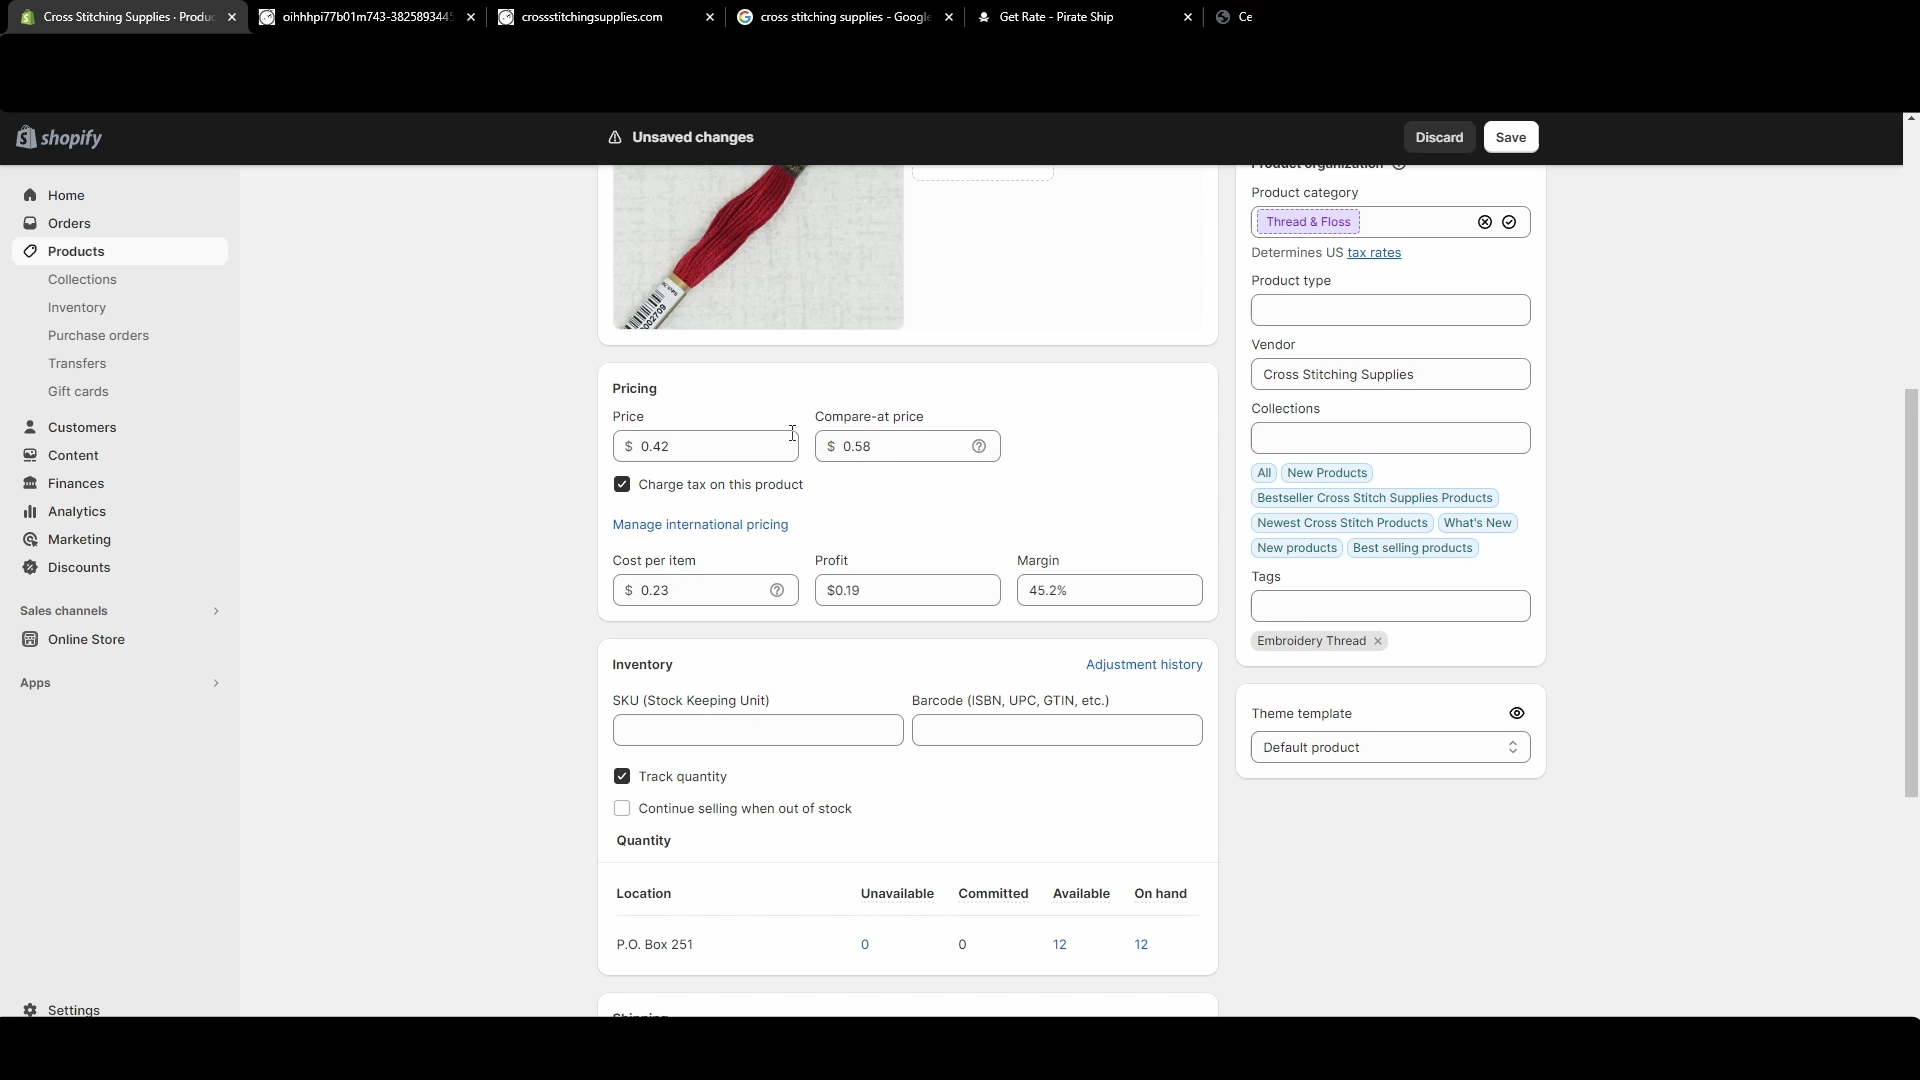 Cross Stitching Supplies · Produc
oihhhpi77b01m743-3825893445
crossstitchingsupplies.com
cross stitching supplies - Google
Get Rate - Pirate Ship
Ce
shopify
Unsaved changes
Discard
Save
Home
Orders
Products
Collections
Inventory
Purchase orders
Transfers
Gift cards
Customers
Content
Finances
Analytics
Marketing
Discounts
Sales channels
Online Store
Apps
Settings
002709
Pricing
Price
Compare-at price
$ 0.42
$ 0.58
Charge tax on this product
Manage international pricing
Cost per item
Profit
Margin
$ 0.23
$0.19
45.2%
Inventory
Adjustment history
SKU (Stock Keeping Unit)
Barcode (ISBN, UPC, GTIN, etc.)
Track quantity
Continue selling when out of stock
Quantity
Location Unavailable Committed Available On hand
P.O. Box 251 0 0 12 12
Shipping
Product organization
Product category
Thread & Floss
Determines US tax rates
Product type
Vendor
Cross Stitching Supplies
Collections
All
New Products
Bestseller Cross Stitch Supplies Products
Newest Cross Stitch Products
What's New
New products
Best selling products
Tags
Embroidery Thread
Theme template
Default product